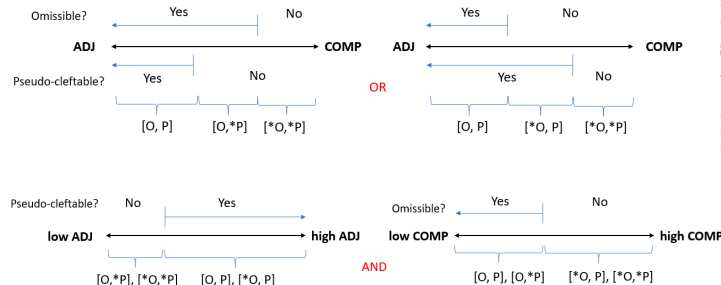 Omissible? Yes No
ADJ COMP
Pseudo-cleftable? Yes No
[O, P] [O,*P] [*O,*P]
OR
Yes No
ADJ COMP
Yes No
[O, P] [*O, P] [*O,*P]
Pseudo-cleftable? No Yes
low ADJ high ADJ
[O,*P], [*O,*P] [O, P], [*O, P]
AND
Omissible? Yes No
low COMP high COMP
[O, P], [O,*P] [*O, P], [*O,*P]